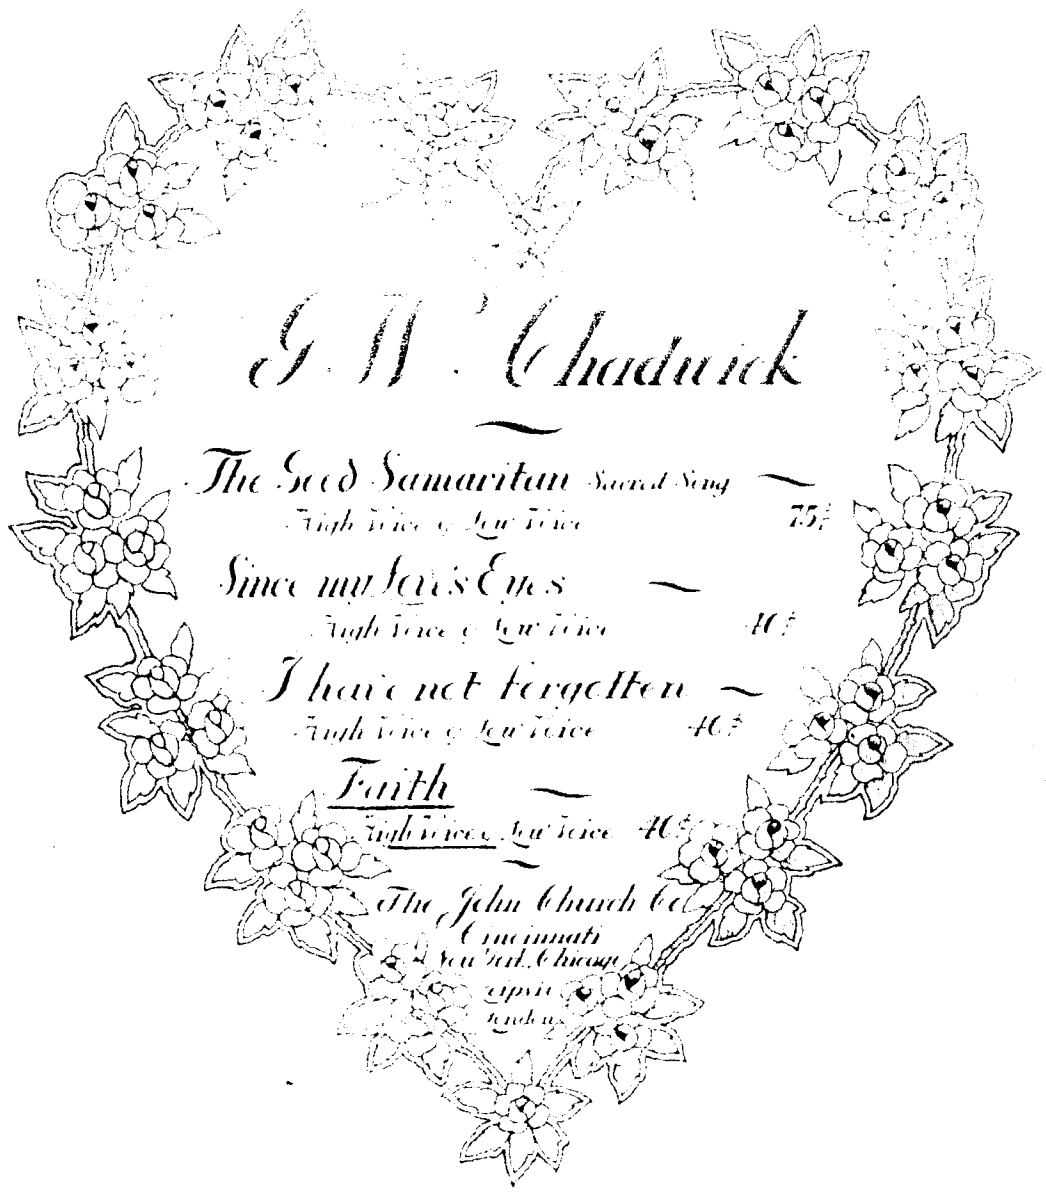 G. W. Chadwick
The Good Samaritan Sacred Song 75¢
High Voice & Low Voice
Since my Love's Eyes
High Voice & Low Voice 40¢
I have not forgotten
High Voice & Low Voice 40¢
Faith
High Voice & Low Voice 40¢
The John Church Co
Cincinnati
New York, Chicago
Leipsic
London